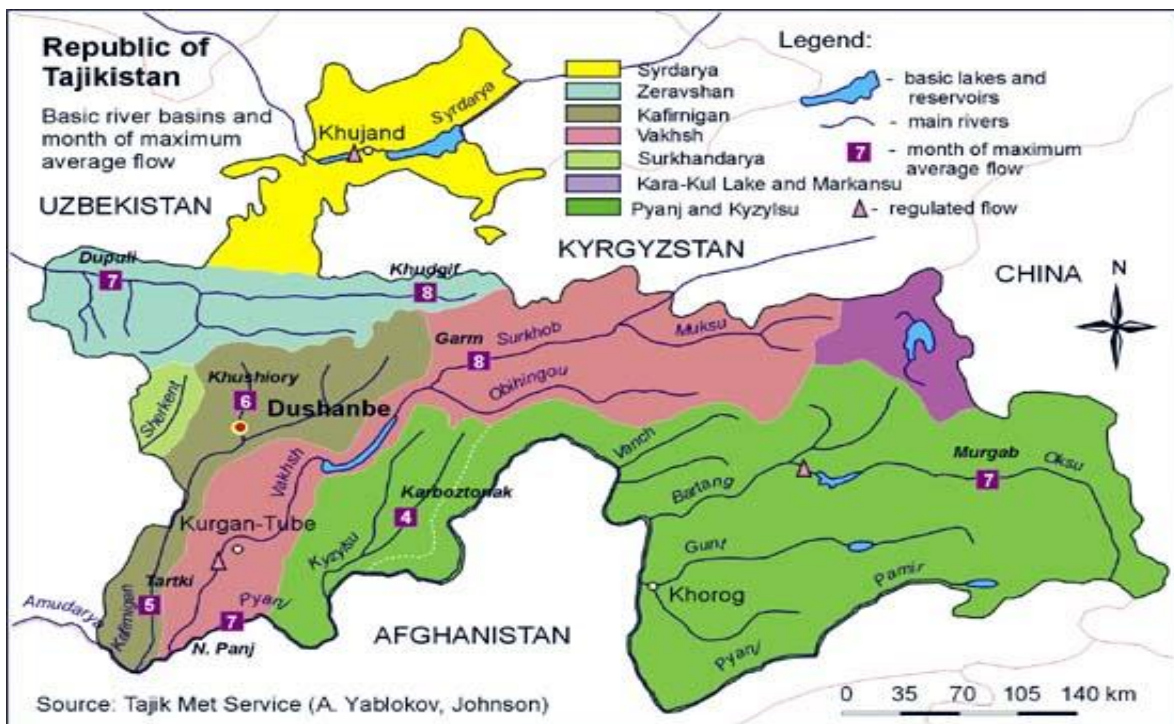 Republic of
Tajikistan
Basic river basins and
month of maximum
average flow
Syrdarya
Zeravshan
Kafirnigan
Vakhsh
Surkhandarya
Kara-Kul Lake and Markansu
Pyanj and Kyzylsu
Legend:
- basic lakes and
reservoirs
- main rivers
7 - month of maximum
average flow
- regulated flow
Syrdarya
Khujand
UZBEKISTAN
KYRGYZSTAN
CHINA
N
Dupuli
7
Khudgif
8
Garm
8
Surkhob
Muksu
Obihingou
Khushiory
6
Dushanbe
Sherkent
Vakhsh
Vanch
Bartang
Murgab
7
Oksu
Karboztonak
4
Kurgan-Tube
Kyzylsu
Gunt
Khorog
Pamir
Tartki
5
Kafirnigan
Amudarya
Pyanj
7
N. Panj
AFGHANISTAN
Pyanj
Source: Tajik Met Service (A. Yablokov, Johnson)
0 35 70 105 140 km